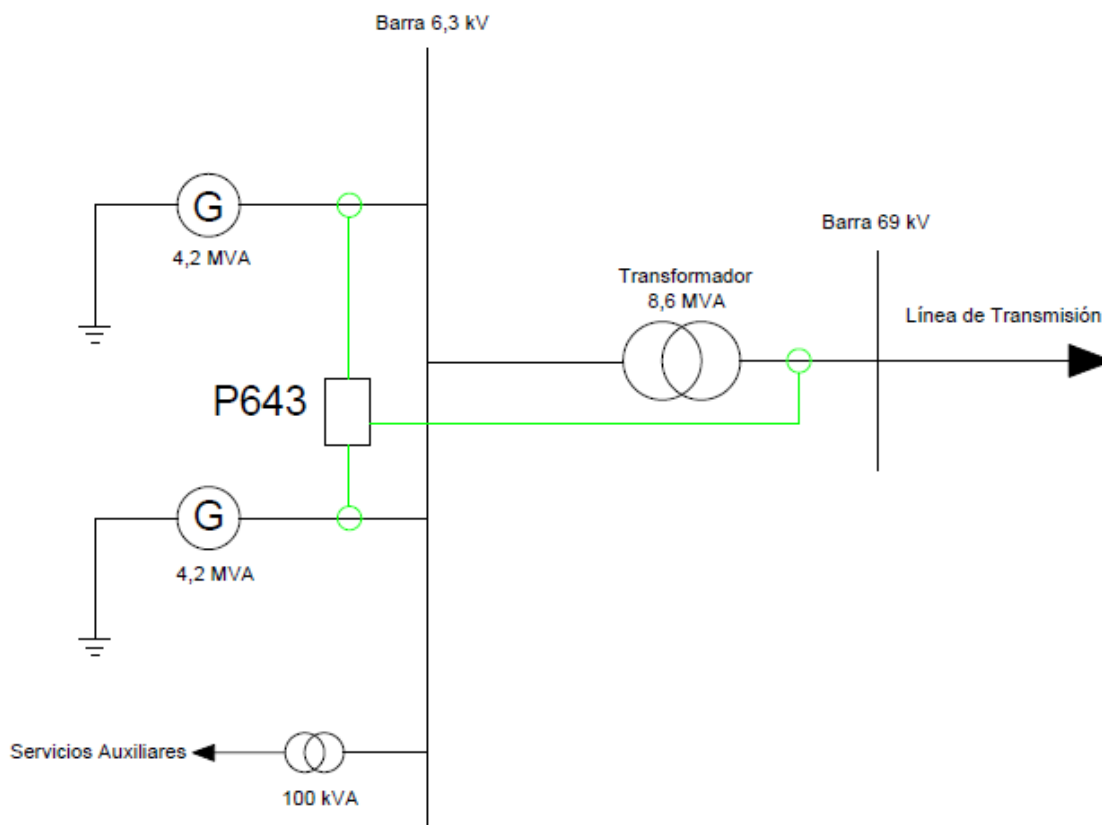 Barra 6,3 kV
G
4,2 MVA
Barra 69 kV
Transformador
8,6 MVA
Línea de Transmisión
P643
G
4,2 MVA
Servicios Auxiliares
100 kVA